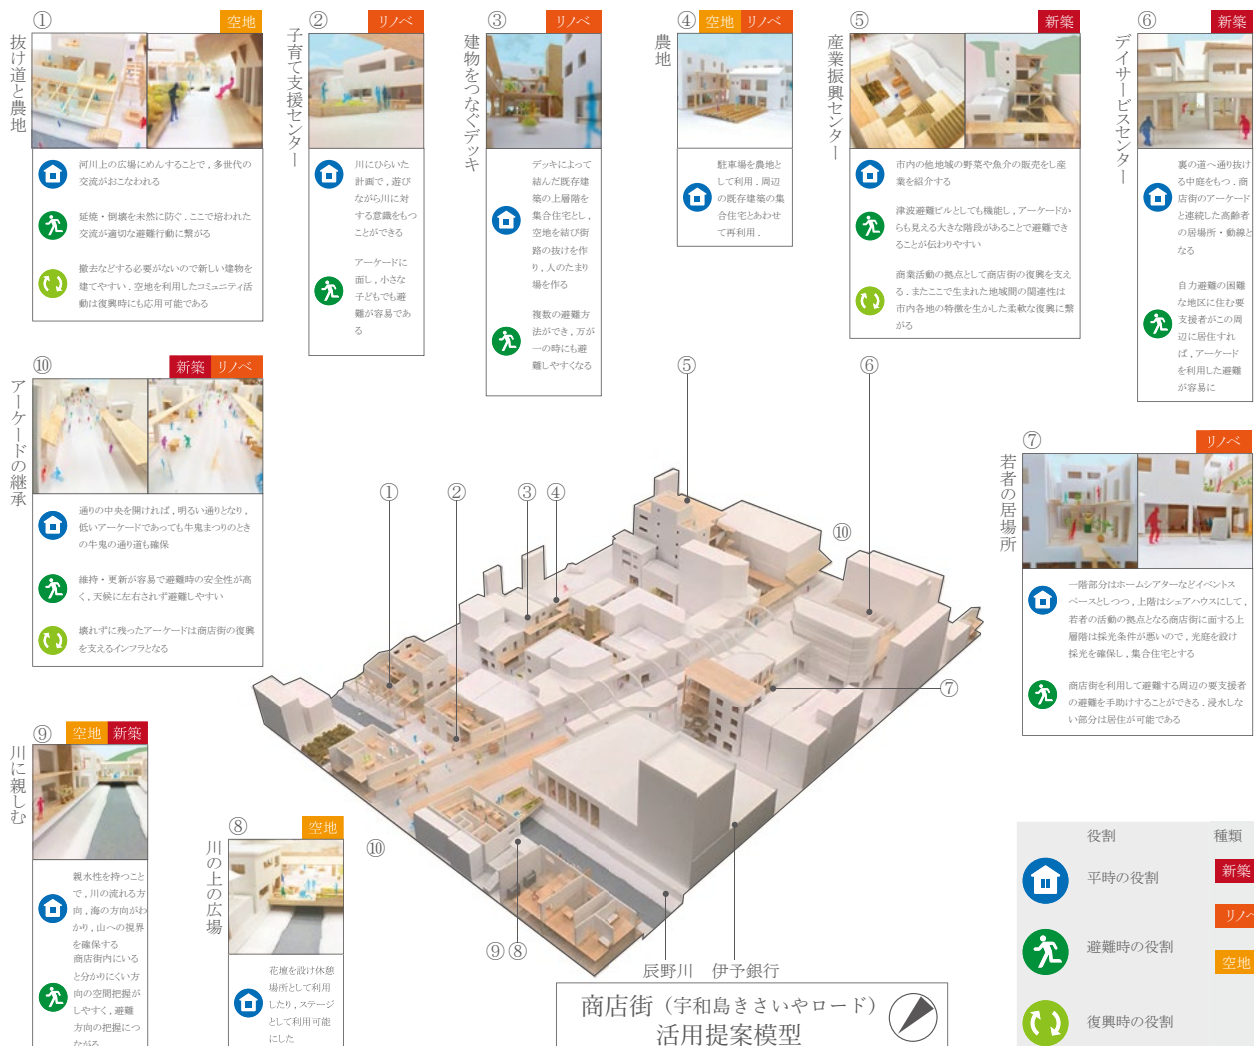 ①
空地
抜け道と農地
河川上の広場にめんすることで，多世代の
交流がおこなわれる
延焼・倒壊を未然に防ぐ．ここで培われた
交流が適切な避難行動に繋がる
撤去などする必要がないので新しい建物を
建てやすい．空地を利用したコミュニティ活
動は復興時にも応用可能である
②
リノベ
子育て支援センター
川にひらいた
計画で，遊び
ながら川に対
する意識をもつ
ことができる
アーケードに
面し，小さな
子どもでも避
難が容易であ
る
③
リノベ
建物をつなぐデッキ
デッキによって
結んだ既存建
築の上層階を
集合住宅とし，
空地を結び街
路の抜けを作
り，人のたまり
場を作る
複数の避難方
法ができ，万が
一の時にも避
難しやすくなる
④
空地 リノベ
農地
駐車場を農地と
して利用．周辺
の既存建築の集
合住宅とあわせ
て再利用．
⑤
新築
産業振興センター
市内の他地域の野菜や魚介の販売をし産
業を紹介する
津波避難ビルとしても機能し，アーケードか
らも見える大きな階段があることで避難でき
ることが伝わりやすい
商業活動の拠点として商店街の復興を支え
る．またここで生まれた地域間の関連性は
市内各地の特徴を生かした柔軟な復興に繋
がる
⑥
新築
デイサービスセンター
裏の道へ通り抜け
る中庭をもつ．商
店街のアーケード
と連続した高齢者
の居場所・動線と
なる
自力避難の困難
な地区に住む要
支援者がこの周
辺に居住すれ
ば，アーケード
を利用した避難
が容易に
⑩
新築 リノベ
アーケードの継承
通りの中央を開ければ，明るい通りとなり，
低いアーケードであっても牛鬼まつりのとき
の牛鬼の通り道も確保
維持・更新が容易で避難時の安全性が高
く，天候に左右されず避難しやすい
壊れずに残ったアーケードは商店街の復興
を支えるインフラとなる
⑦
リノベ
若者の居場所
一階部分はホームシアターなどイベントス
ペースとしつつ，上階はシェアハウスにして，
若者の活動の拠点となる商店街に面する上
層階は採光条件が悪いので，光庭を設け
採光を確保し，集合住宅とする
商店街を利用して避難する周辺の要支援者
の避難を手助けすることができる．浸水しな
い部分は居住が可能である
⑨
空地 新築
川に親しむ
親水性を持つこと
で，川の流れる方
向，海の方向がわ
かり，山への視界
を確保する
商店街内にいる
と分かりにくい方
向の空間把握が
しやすく，避難
方向の把握につ
ながる
⑧
空地
川の上の広場
花壇を設け休憩
場所として利用
したり，ステージ
として利用可能
にした
①
②
③
④
⑤
⑥
⑩
⑦
⑩
⑨⑧
辰野川 伊予銀行
商店街（宇和島きさいやロード）
活用提案模型
役割 種類
平時の役割
新築
リノベ
避難時の役割
空地
復興時の役割